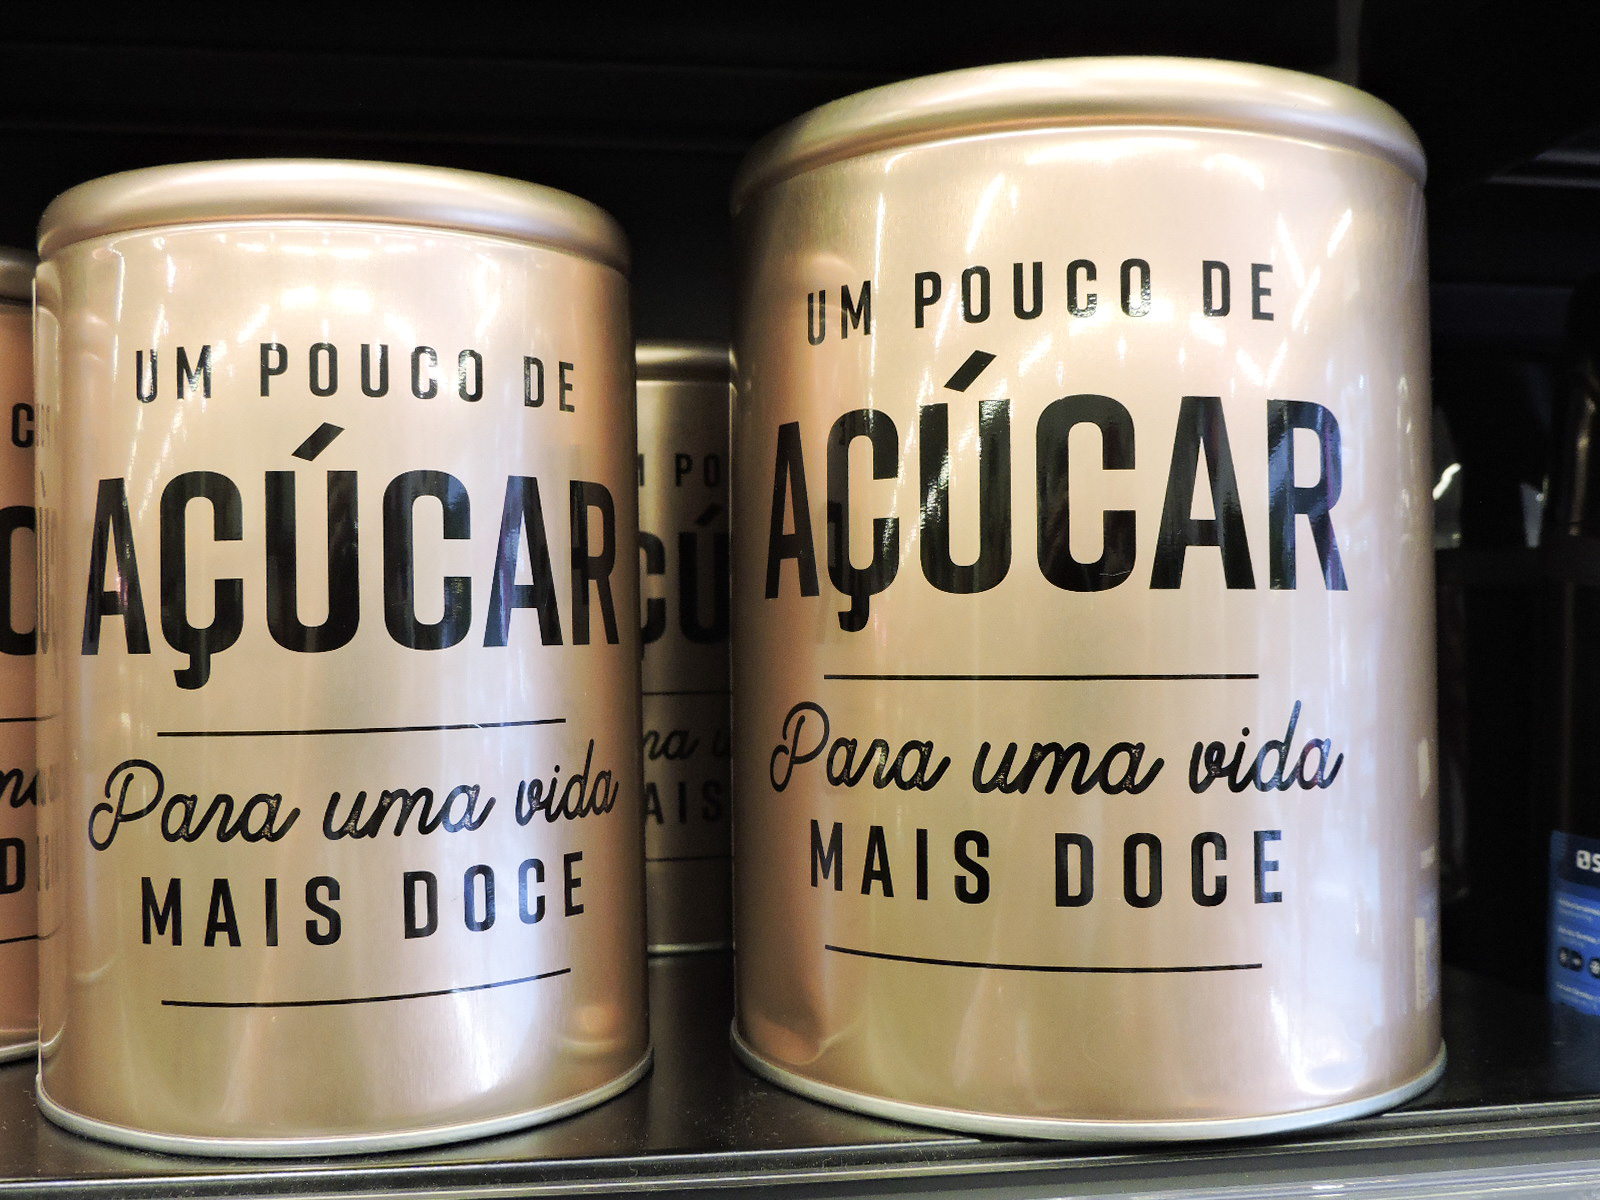 UM POUCO DE
AÇÚCAR
Para uma vida
MAIS DOCE
UM POUCO DE
AÇÚCAR
Para uma vida
MAIS DOCE